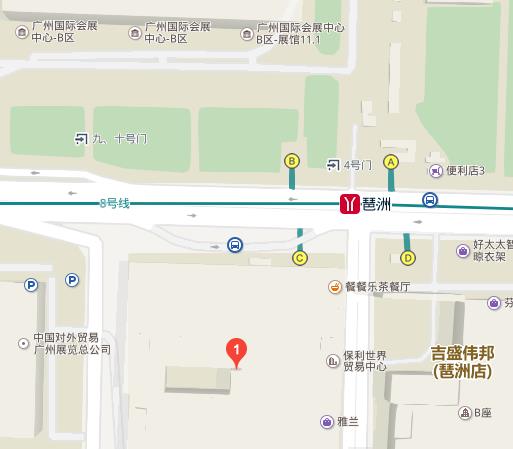 广州国际会展
中心-B区
广州国际会展
中心-B区
广州国际会展中心
B区-展馆11.1
九、十号门
B
4号门
A
便利店3
8号线
琶洲
C
D
好太太智
晾衣架
餐餐乐茶餐厅
P
P
芬
中国对外贸易
广州展览总公司
1
保利世界
贸易中心
吉盛伟邦
(琶洲店)
雅兰
B座